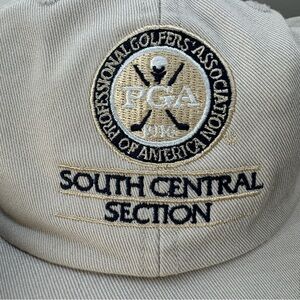 PROFESSIONAL GOLFERS' ASSOCIATION
OF AMERICA
PGA
1916
SOUTH CENTRAL
SECTION